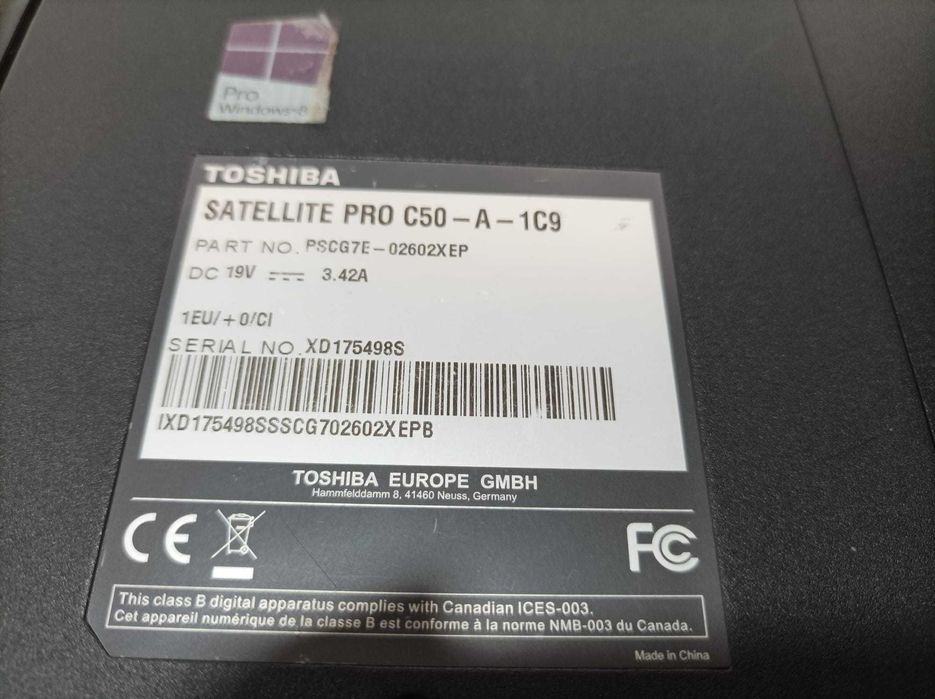 Pro
Windows 8
TOSHIBA
SATELLITE PRO C50-A-1C9
PART NO. PSCG7E-02602XEP
DC 19V 3.42A
1EU/+0/CI
SERIAL NO. XD175498S
IXD175498SSSCG702602XEPB
TOSHIBA EUROPE GMBH
Hammfelddamm 8, 41460 Neuss, Germany
CE
FC
This class B digital apparatus complies with Canadian ICES-003.
Cet appareil numérique de la classe B est conforme à la norme NMB-003 du Canada.
Made in China